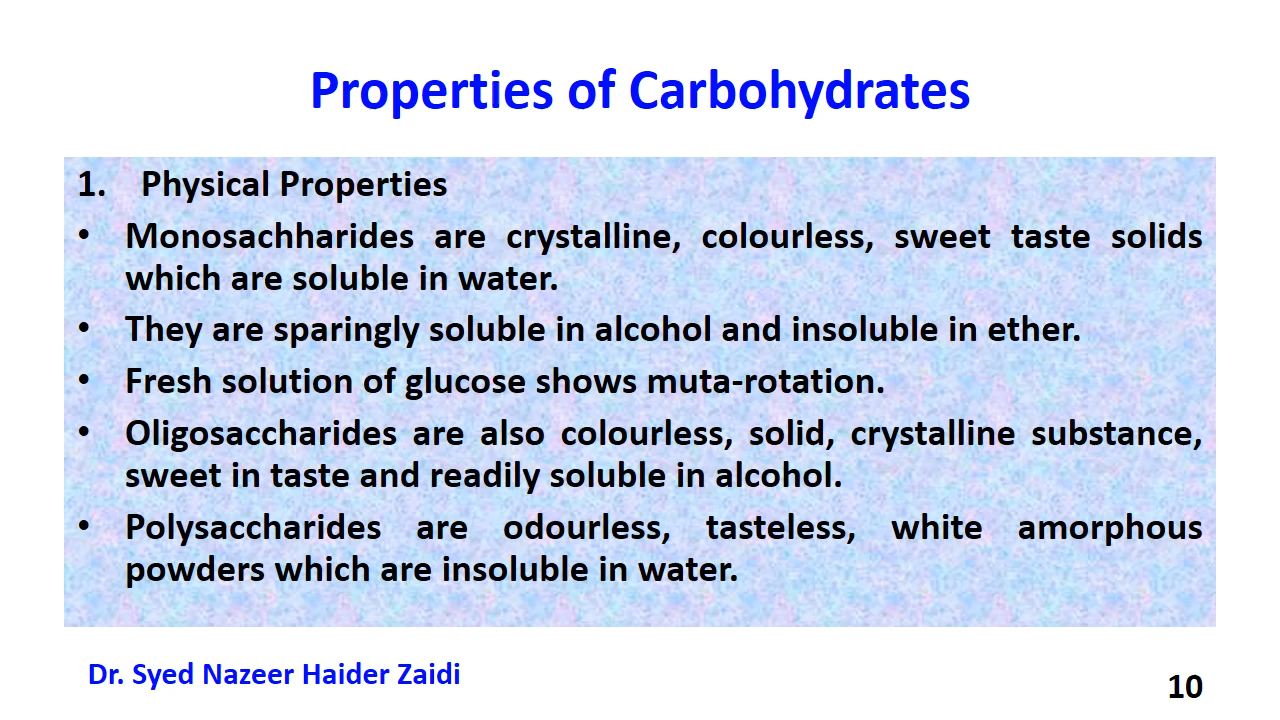 Properties of Carbohydrates
1. Physical Properties
• Monosachharides are crystalline, colourless, sweet taste solids
which are soluble in water.
• They are sparingly soluble in alcohol and insoluble in ether.
• Fresh solution of glucose shows muta-rotation.
• Oligosaccharides are also colourless, solid, crystalline substance,
sweet in taste and readily soluble in alcohol.
• Polysaccharides are odourless, tasteless, white amorphous
powders which are insoluble in water.
Dr. Syed Nazeer Haider Zaidi
10